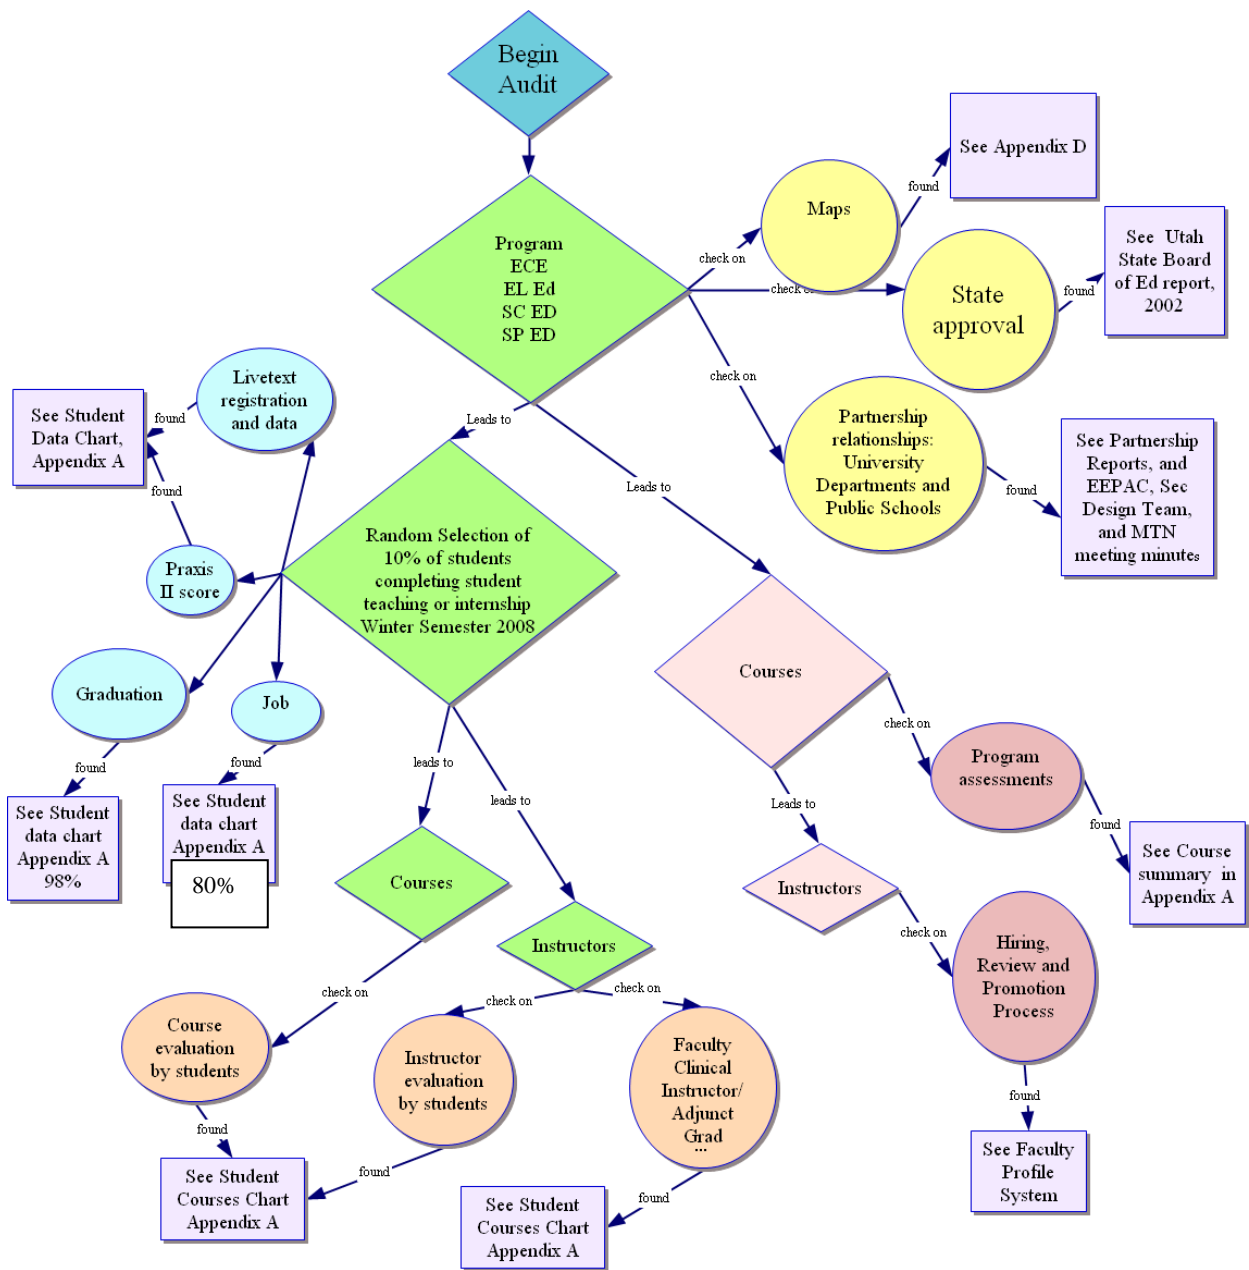 Begin
Audit
Program
ECE
EL Ed
SC ED
SP ED
check on
Maps
found
See Appendix D
check on
State
approval
found
See Utah
State Board
of Ed report,
2002
check on
Partnership
relationships:
University
Departments and
Public Schools
found
See Partnership
Reports, and
EEPAC, Sec
Design Team,
and MTN
meeting minutes
Leads to
Leads to
Livetext
registration
and data
found
See Student
Data Chart,
Appendix A
found
Praxis
II score
Random Selection of
10% of students
completing student
teaching or internship
Winter Semester 2008
Graduation
found
See Student
data chart
Appendix A
98%
Job
found
See Student
data chart
Appendix A
80%
leads to
leads to
Courses
Instructors
check on
check on
check on
Course
evaluation
by students
Instructor
evaluation
by students
Faculty
Clinical
Instructor/
Adjunct
Grad
...
found
found
found
See Student
Courses Chart
Appendix A
See Student
Courses Chart
Appendix A
Courses
check on
Program
assessments
found
See Course
summary in
Appendix A
Leads to
Instructors
check on
Hiring,
Review and
Promotion
Process
found
See Faculty
Profile
System